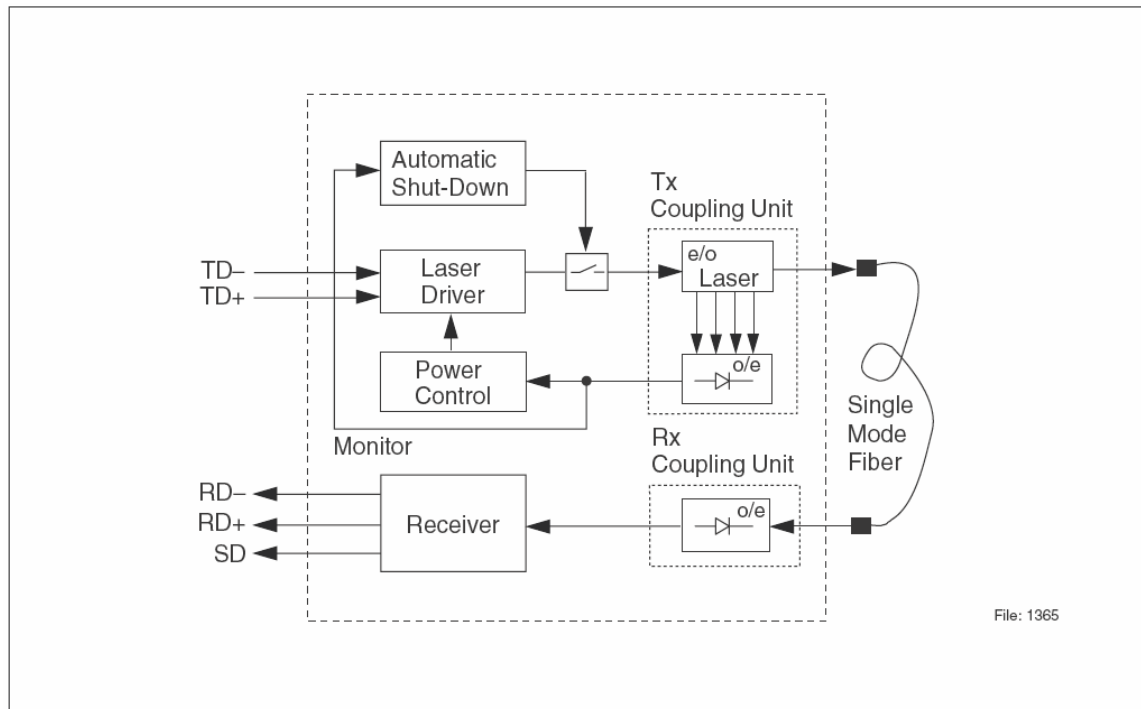 Automatic
Shut-Down
Tx
Coupling Unit
TD–
TD+
Laser
Driver
e/o
Laser
Power
Control
o/e
Monitor
Single
Mode
Fiber
Rx
Coupling Unit
RD–
RD+
SD
Receiver
o/e
File: 1365